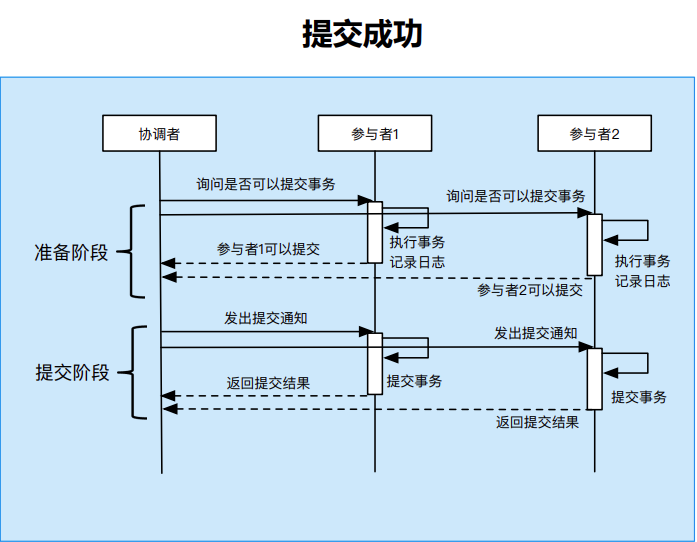 提交成功
协调者
参与者1
参与者2
询问是否可以提交事务
询问是否可以提交事务
准备阶段
执行事务
记录日志
参与者1可以提交
执行事务
记录日志
参与者2可以提交
发出提交通知
发出提交通知
提交阶段
提交事务
返回提交结果
提交事务
返回提交结果